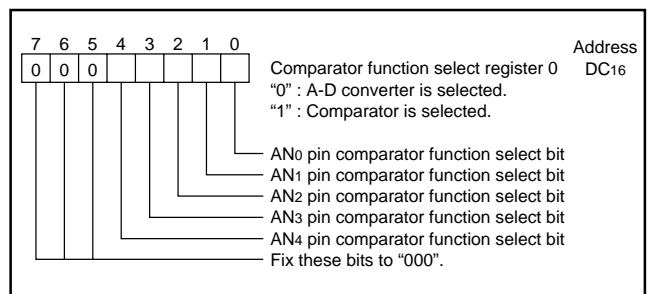 7 6 5 4 3 2 1 0 Address
0 0 0 Comparator function select register 0 DC16
“0” : A-D converter is selected.
“1” : Comparator is selected.
AN0 pin comparator function select bit
AN1 pin comparator function select bit
AN2 pin comparator function select bit
AN3 pin comparator function select bit
AN4 pin comparator function select bit
Fix these bits to “000”.